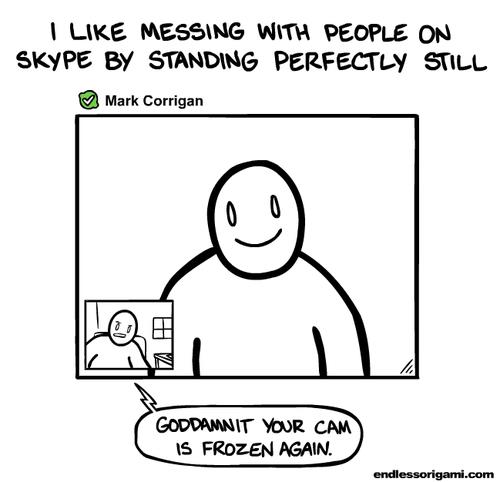 I LIKE MESSING WITH PEOPLE ON
SKYPE BY STANDING PERFECTLY STILL
Mark Corrigan
GODDAMNIT YOUR CAM
IS FROZEN AGAIN.
endlessorigami.com